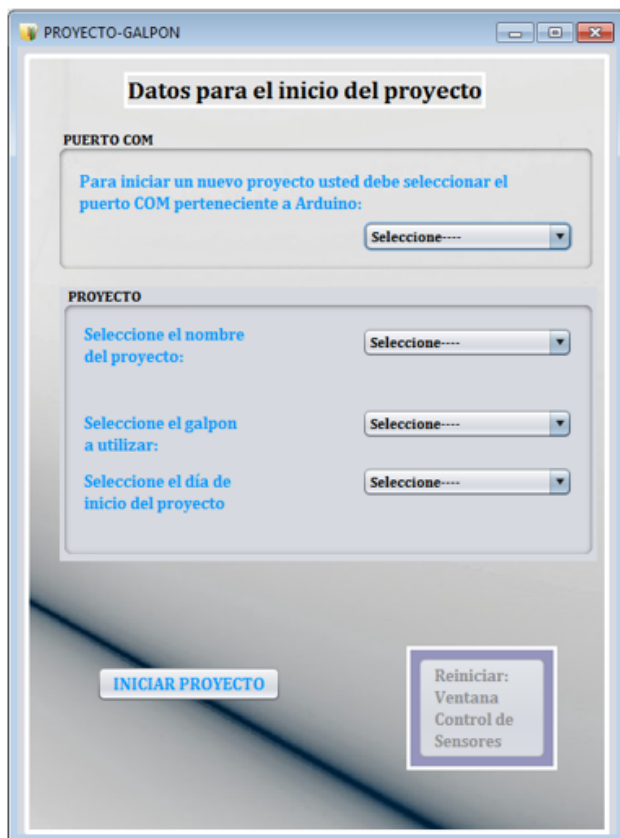 PROYECTO-GALPON
Datos para el inicio del proyecto
PUERTO COM
Para iniciar un nuevo proyecto usted debe seleccionar el
puerto COM perteneciente a Arduino:
Seleccione----
PROYECTO
Seleccione el nombre
del proyecto:
Seleccione----
Seleccione el galpon
a utilizar:
Seleccione----
Seleccione el día de
inicio del proyecto
Seleccione----
INICIAR PROYECTO
Reiniciar:
Ventana
Control de
Sensores